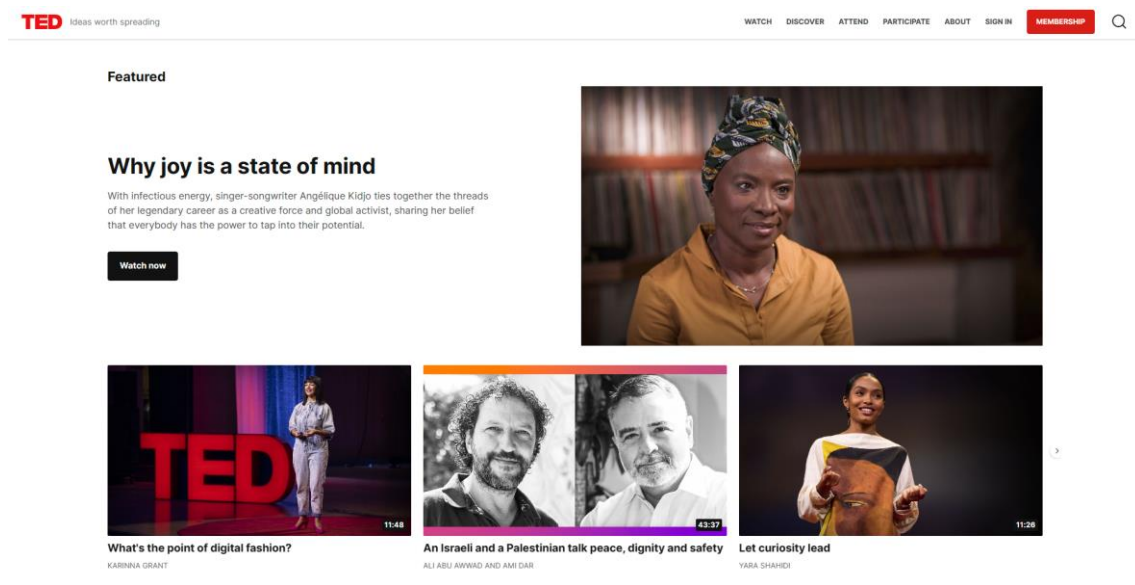 TED Ideas worth spreading
WATCH DISCOVER ATTEND PARTICIPATE ABOUT SIGN IN MEMBERSHIP
Featured
Why joy is a state of mind
With infectious energy, singer-songwriter Angélique Kidjo ties together the threads
of her legendary career as a creative force and global activist, sharing her belief
that everybody has the power to tap into their potential.
Watch now
TED
11:48
43:37
11:26
What's the point of digital fashion?
KARINNA GRANT
An Israeli and a Palestinian talk peace, dignity and safety
ALI ABU AWWAD AND AMI DAR
Let curiosity lead
YARA SHAHIDI